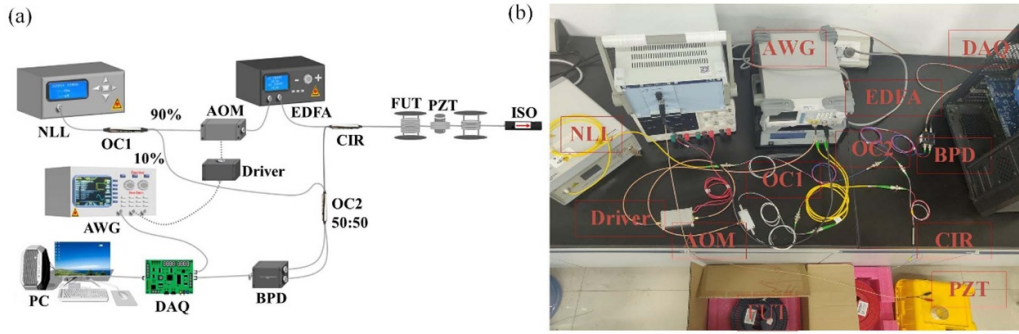 (a)
NLL
OC1
90%
10%
AOM
Driver
EDFA
FUT
PZT
ISO
CIR
OC2
50:50
AWG
PC
DAQ
BPD
(b)
AWG
DAQ
EDFA
NLL
OC2
BPD
OC1
Driver
AOM
CIR
FUT
PZT